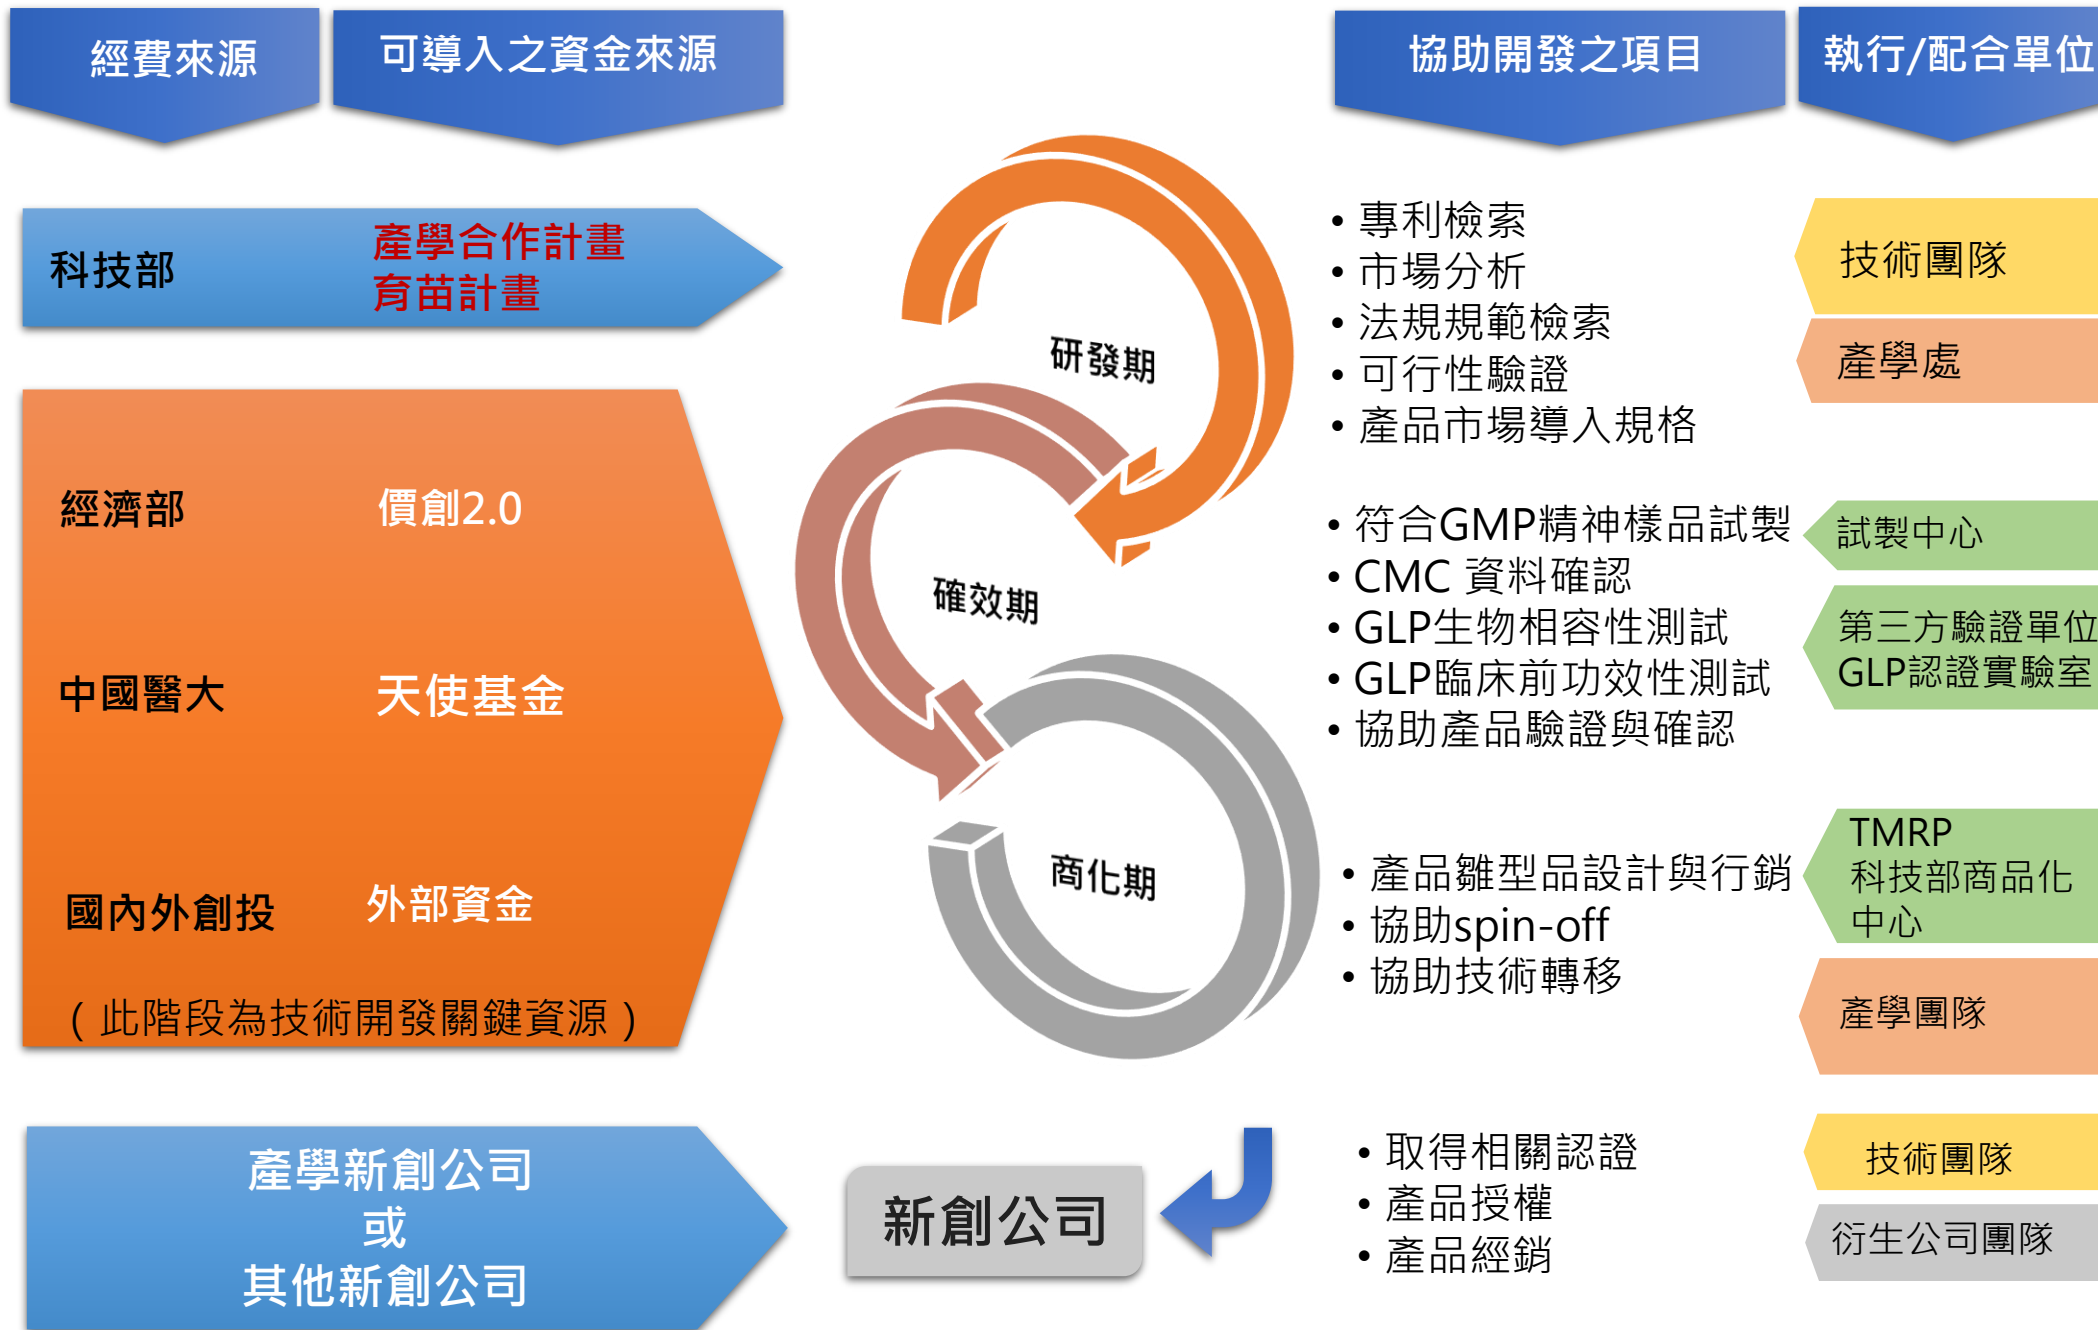 經費來源
可導入之資金來源
協助開發之項目
執行/配合單位
科技部
產學合作計畫
育苗計畫
研發期
• 專利檢索
• 市場分析
• 法規規範檢索
• 可行性驗證
• 產品市場導入規格
技術團隊
產學處
經濟部
價創2.0
中國醫大
天使基金
國內外創投
外部資金
(此階段為技術開發關鍵資源)
確效期
• 符合GMP精神樣品試製
• CMC 資料確認
• GLP生物相容性測試
• GLP臨床前功效性測試
• 協助產品驗證與確認
試製中心
第三方驗證單位
GLP認證實驗室
商化期
• 產品雛型品設計與行銷
• 協助spin-off
• 協助技術轉移
TMRP
科技部商品化
中心
產學團隊
產學新創公司
或
其他新創公司
新創公司
• 取得相關認證
• 產品授權
• 產品經銷
技術團隊
衍生公司團隊